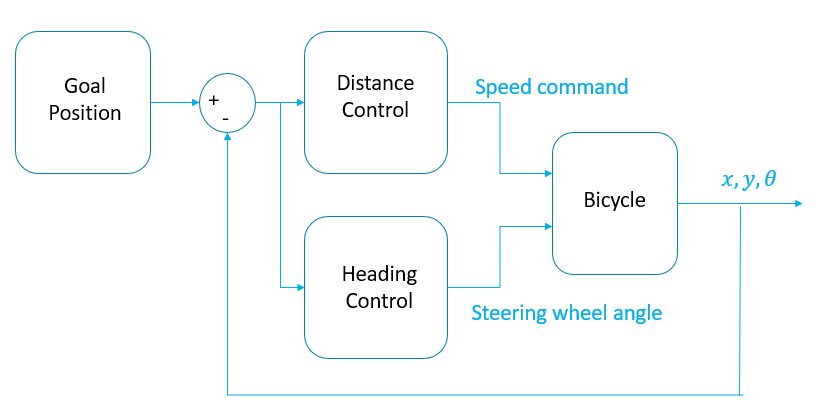 Goal
Position
+
-
Distance
Control
Speed command
Bicycle
x, y, θ
Heading
Control
Steering wheel angle